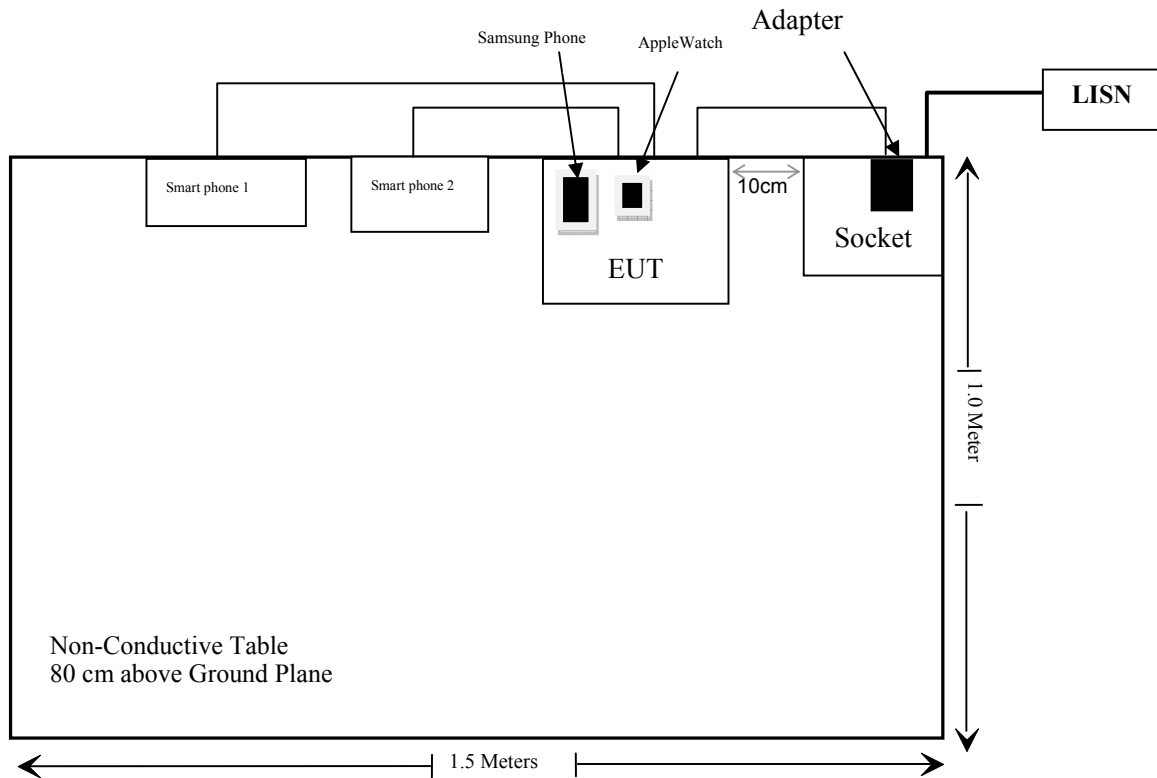 Adapter
Samsung Phone
AppleWatch
LISN
Smart phone 1
Smart phone 2
10cm
Socket
EUT
1.0 Meter
Non-Conductive Table
80 cm above Ground Plane
1.5 Meters